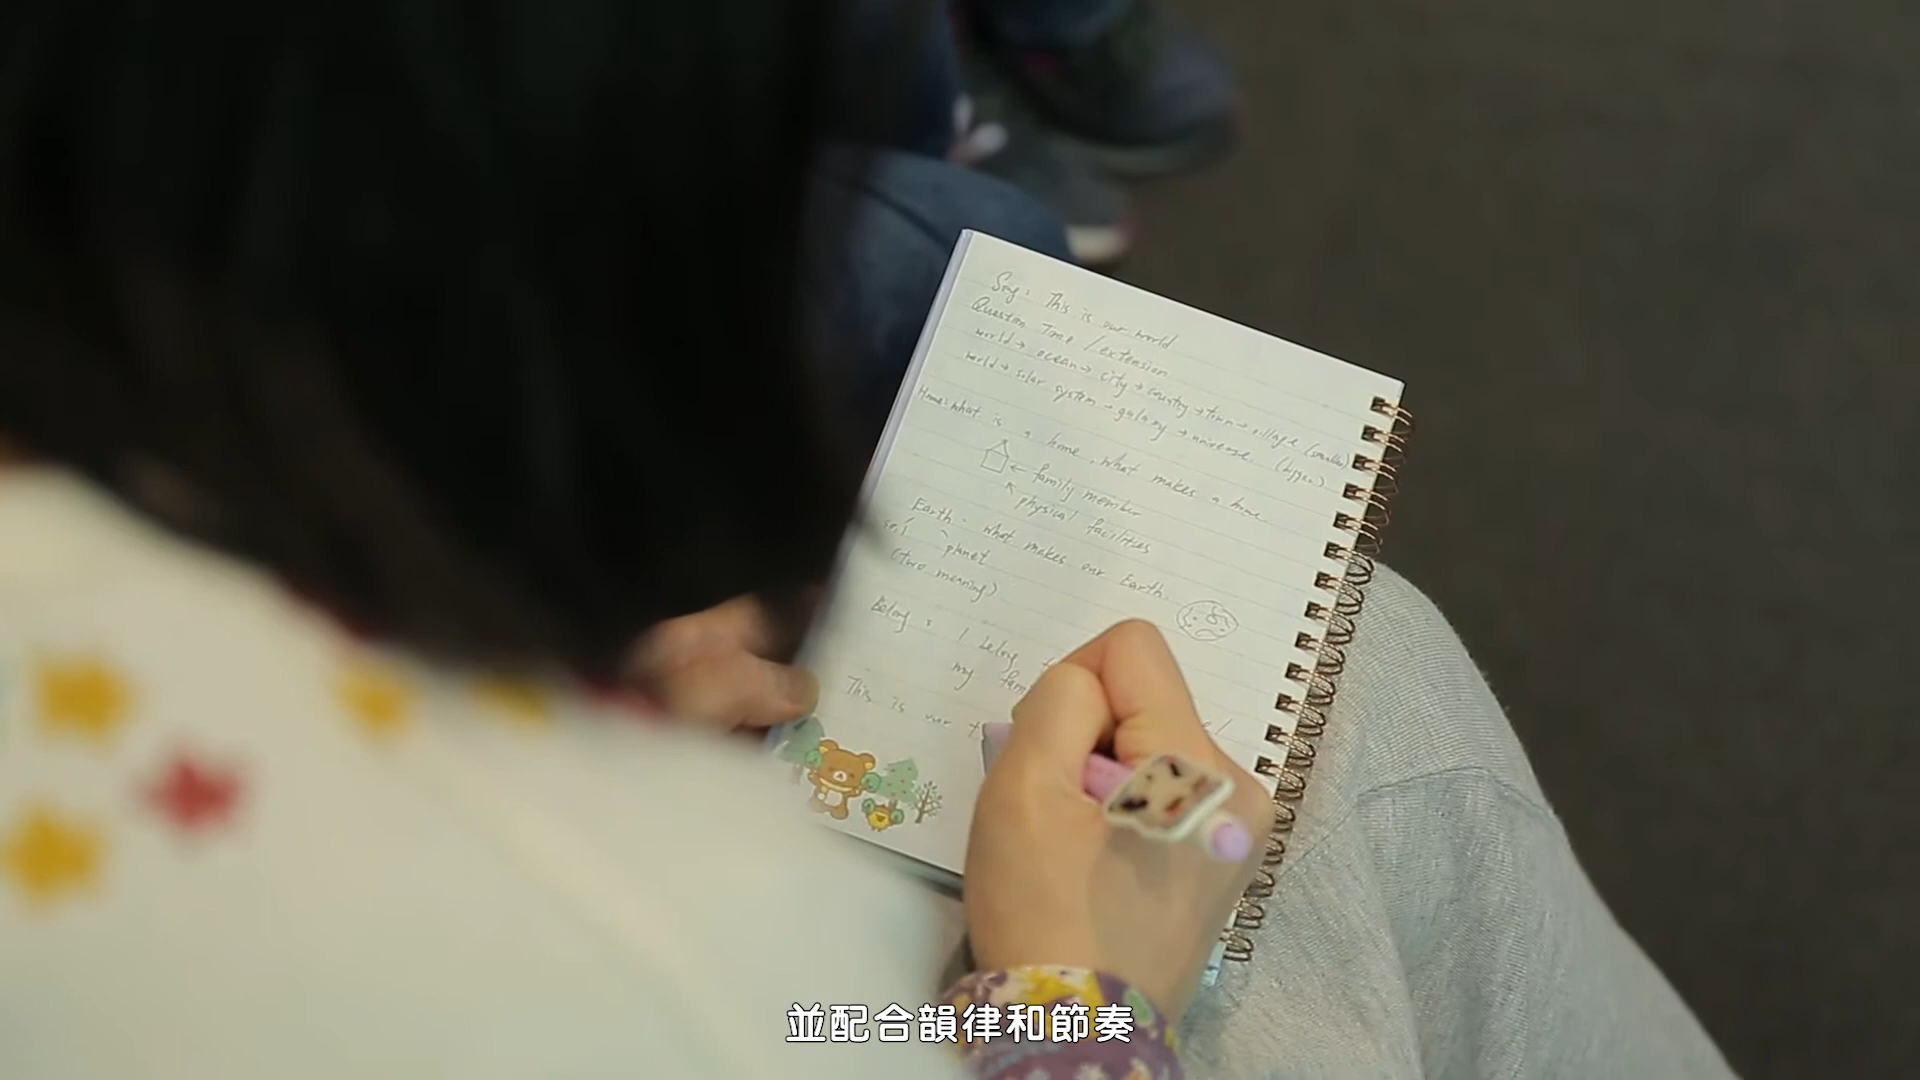 Song: This is our world
Question Time / extension
world → ocean → city → country → town → village (smaller)
world → solar system → galaxy → universe. (bigger)
Home: what is a home, what makes a home.
← family member
physical facilities
Earth - what makes our Earth.
soil planet
(two meaning)
Belong: I belong
my fami
This is our
並配合韻律和節奏